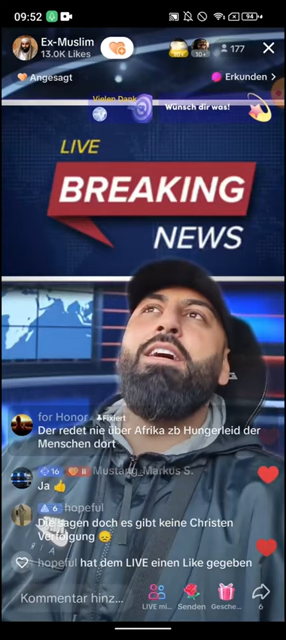 09:52
94
Ex-Muslim
13.0K Likes
177
Angesagt
Erkunden >
Vielen Dank
Wünsch dir was!
LIVE
BREAKING
NEWS
for Honor
Fixiert
Der redet nie über Afrika zb Hungerleid der
Menschen dort
16 II Mustang_Markus S.
Ja 👍
6 hopeful
Die sagen doch es gibt keine Christen
Verfolgung 😞
hopeful hat dem LIVE einen Like gegeben
Kommentar hinz...
LIVE mi...
Senden
Gesche...
6